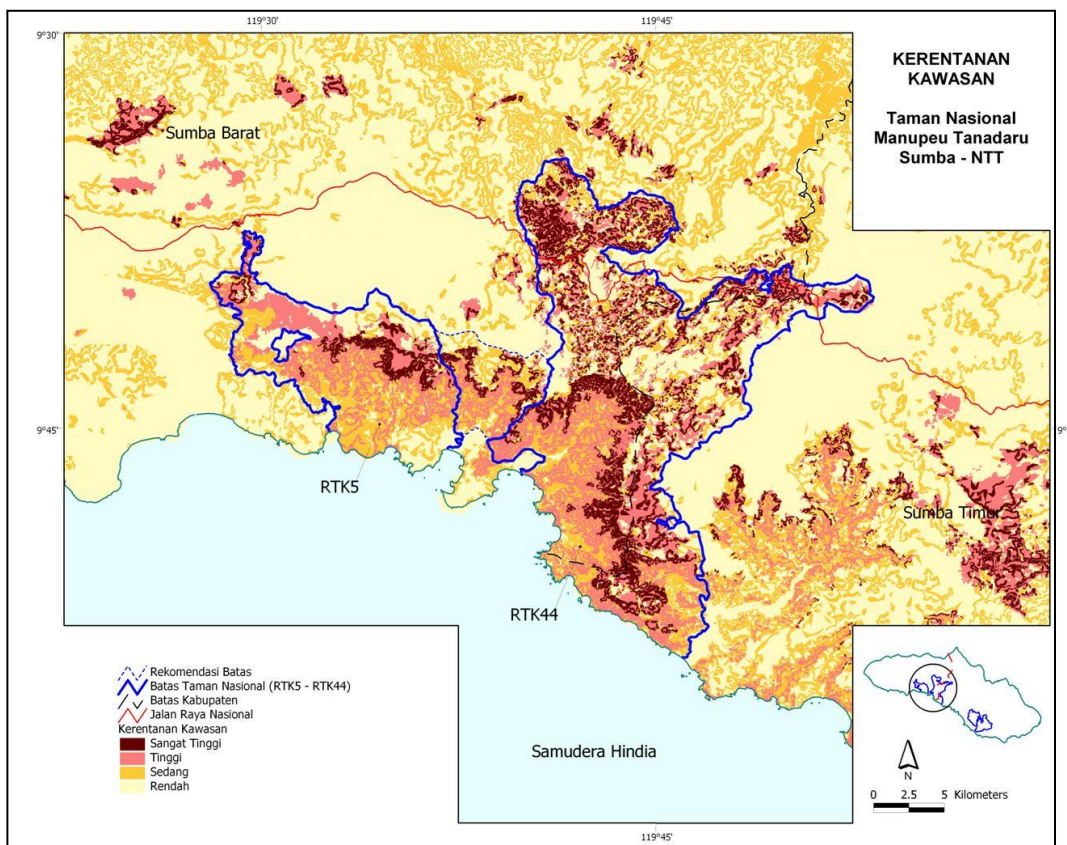 119°30'
119°45'
9°30'
KERENTANAN
KAWASAN
Taman Nasional
Manupeu Tanadaru
Sumba - NTT
Sumba Barat
9°45'
9°
RTK5
Sumba Timur
RTK44
Rekomendasi Batas
Batas Taman Nasional (RTK5 - RTK44)
Batas Kabupaten
Jalan Raya Nasional
Kerentanan Kawasan
Sangat Tinggi
Tinggi
Sedang
Rendah
Samudera Hindia
N
0 2.5 5 Kilometers
119°45'